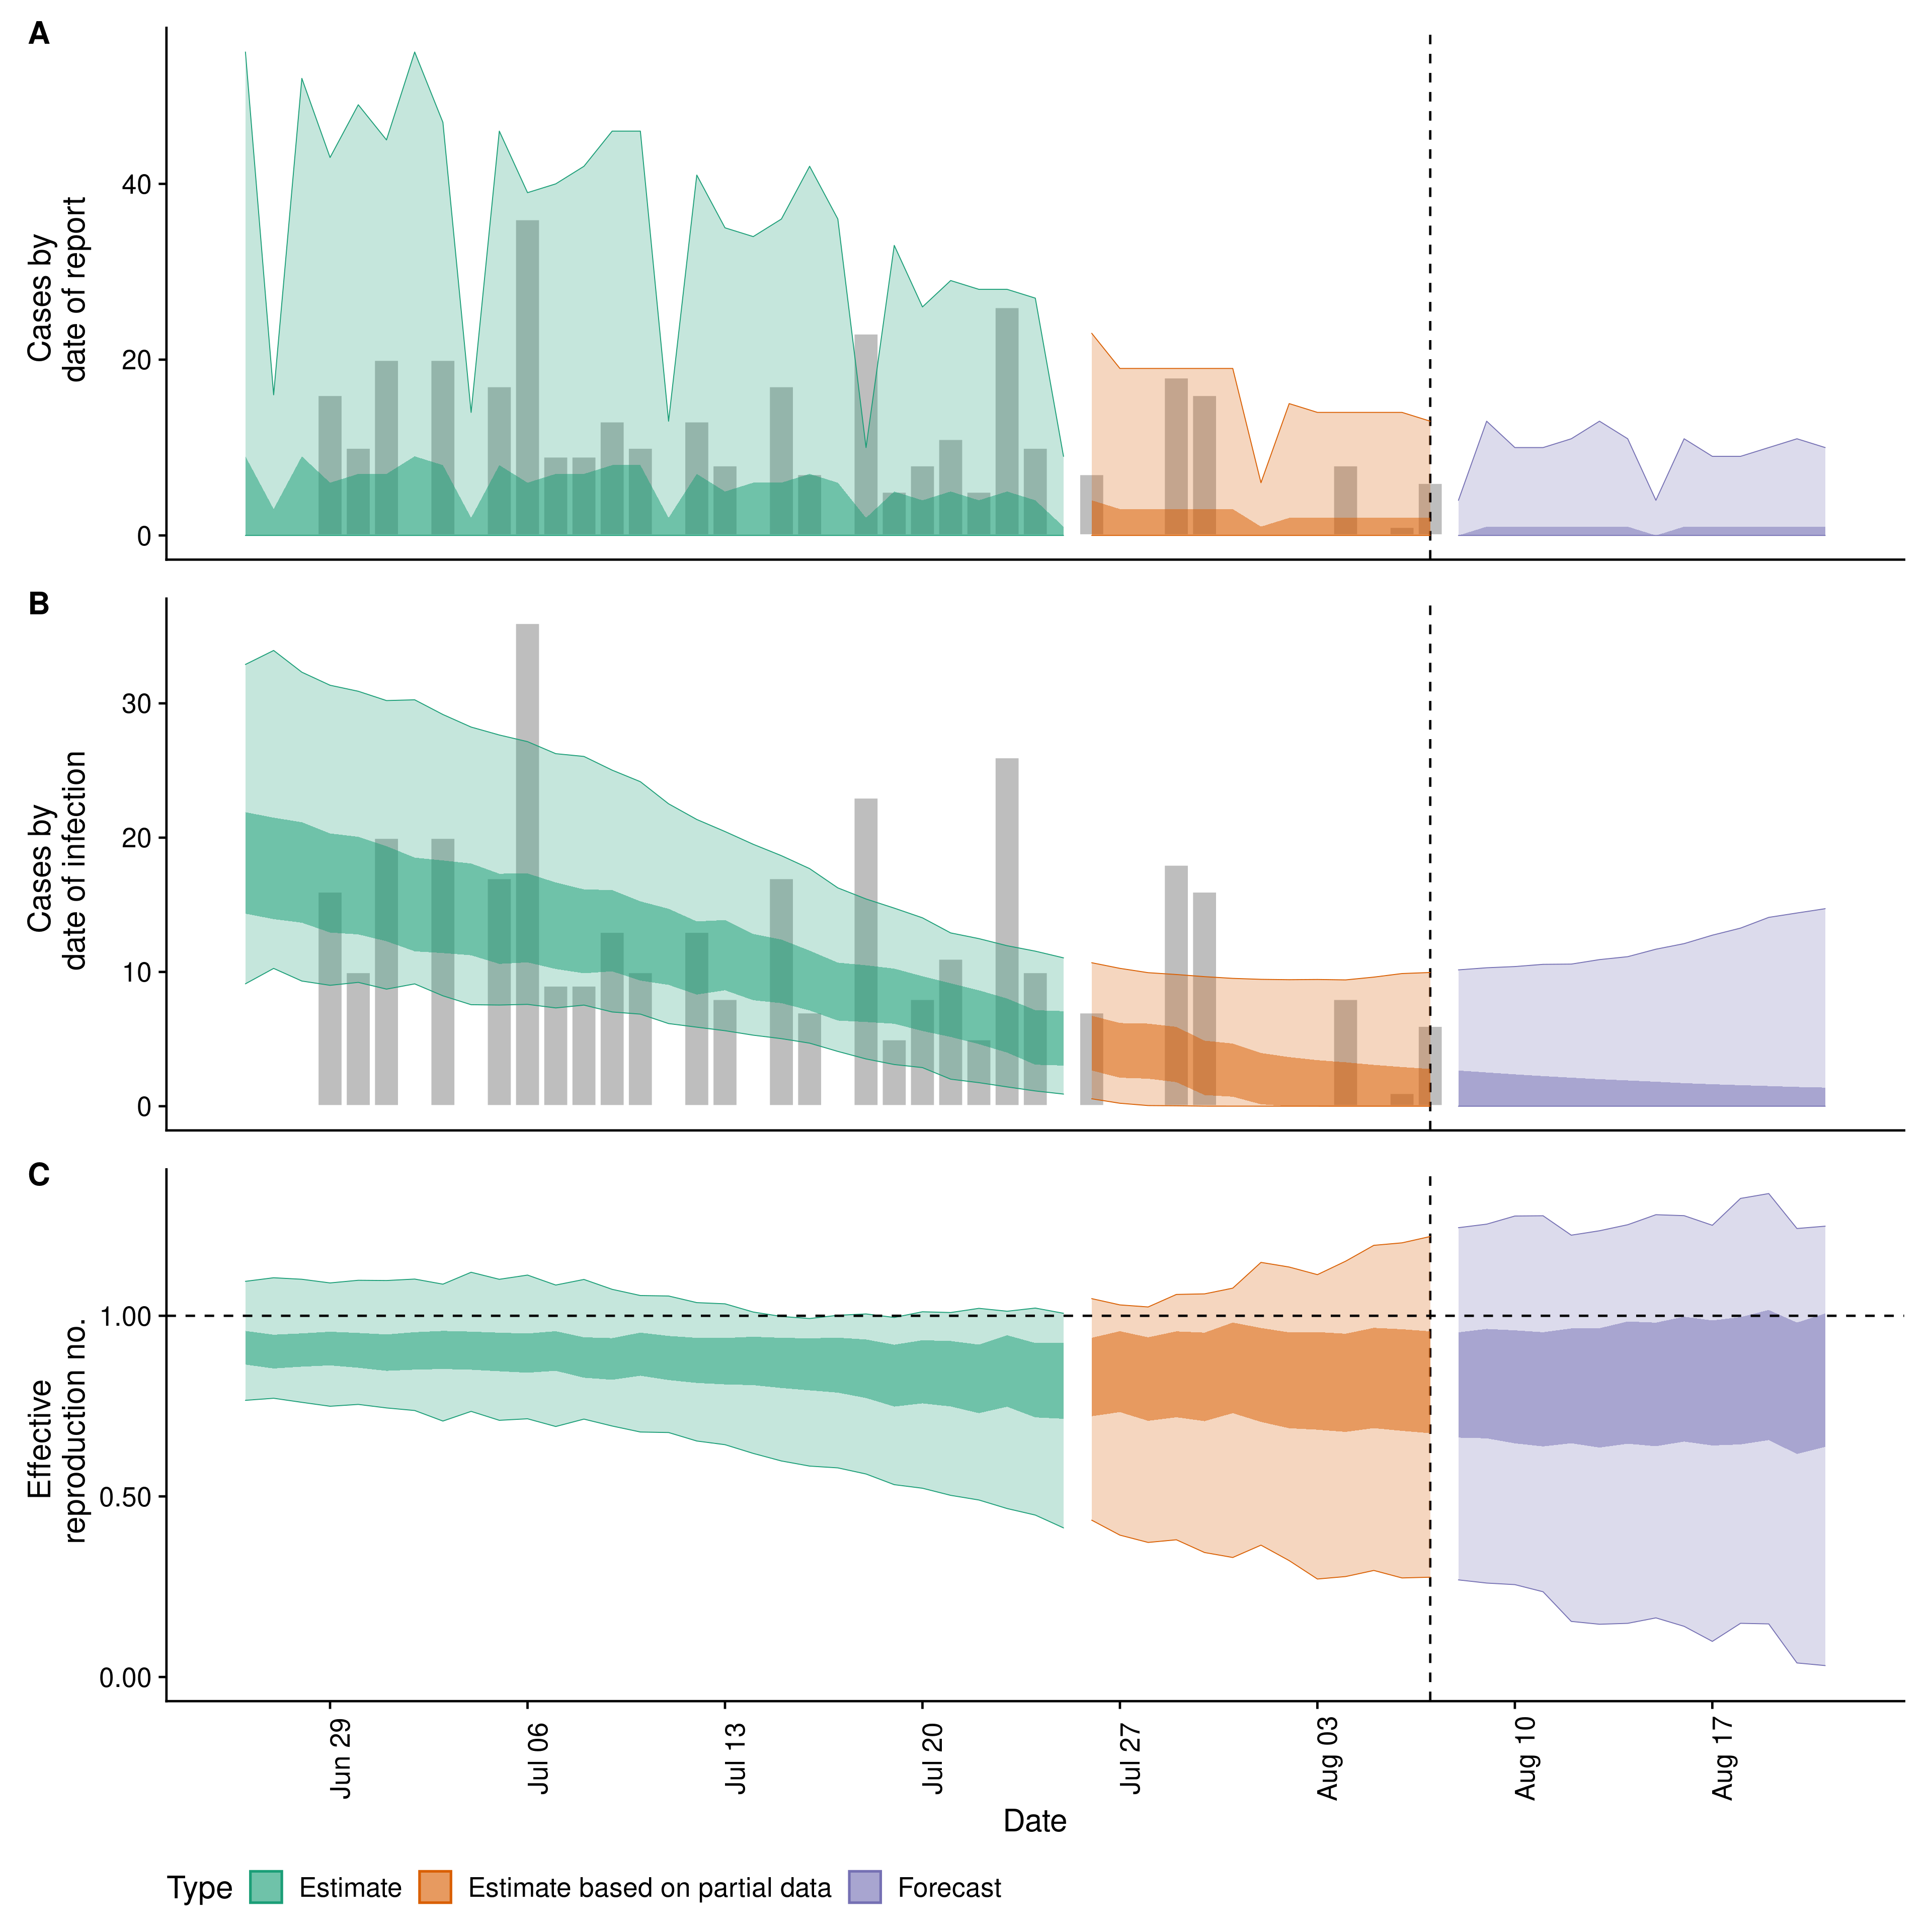 A
Cases by
date of report
40
20
0
B
Cases by
date of infection
30
20
10
0
C
Effective
reproduction no.
1.00
0.50
0.00
Jun 29
Jul 06
Jul 13
Jul 20
Jul 27
Aug 03
Aug 10
Aug 17
Date
Type Estimate Estimate based on partial data Forecast